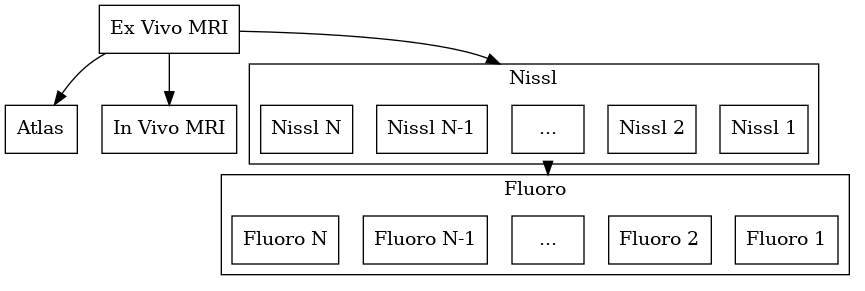 Ex Vivo MRI
Nissl
Atlas
In Vivo MRI
Nissl N
Nissl N-1
...
Nissl 2
Nissl 1
Fluoro
Fluoro N
Fluoro N-1
...
Fluoro 2
Fluoro 1